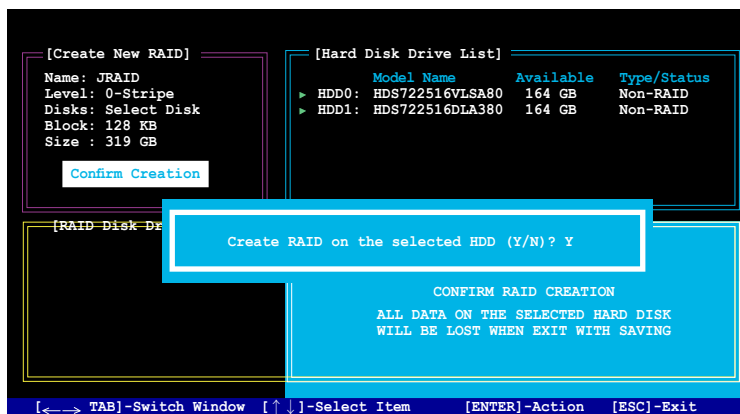 [Create New RAID]
Name: JRAID
Level: 0-Stripe
Disks: Select Disk
Block: 128 KB
Size : 319 GB
Confirm Creation
[Hard Disk Drive List]
Model Name Available Type/Status
► HDD0: HDS722516VLSA80 164 GB Non-RAID
► HDD1: HDS722516DLA380 164 GB Non-RAID
[RAID Disk Dr
Create RAID on the selected HDD (Y/N)? Y
CONFIRM RAID CREATION
ALL DATA ON THE SELECTED HARD DISK
WILL BE LOST WHEN EXIT WITH SAVING
[←→ TAB]-Switch Window [↑↓]-Select Item [ENTER]-Action [ESC]-Exit